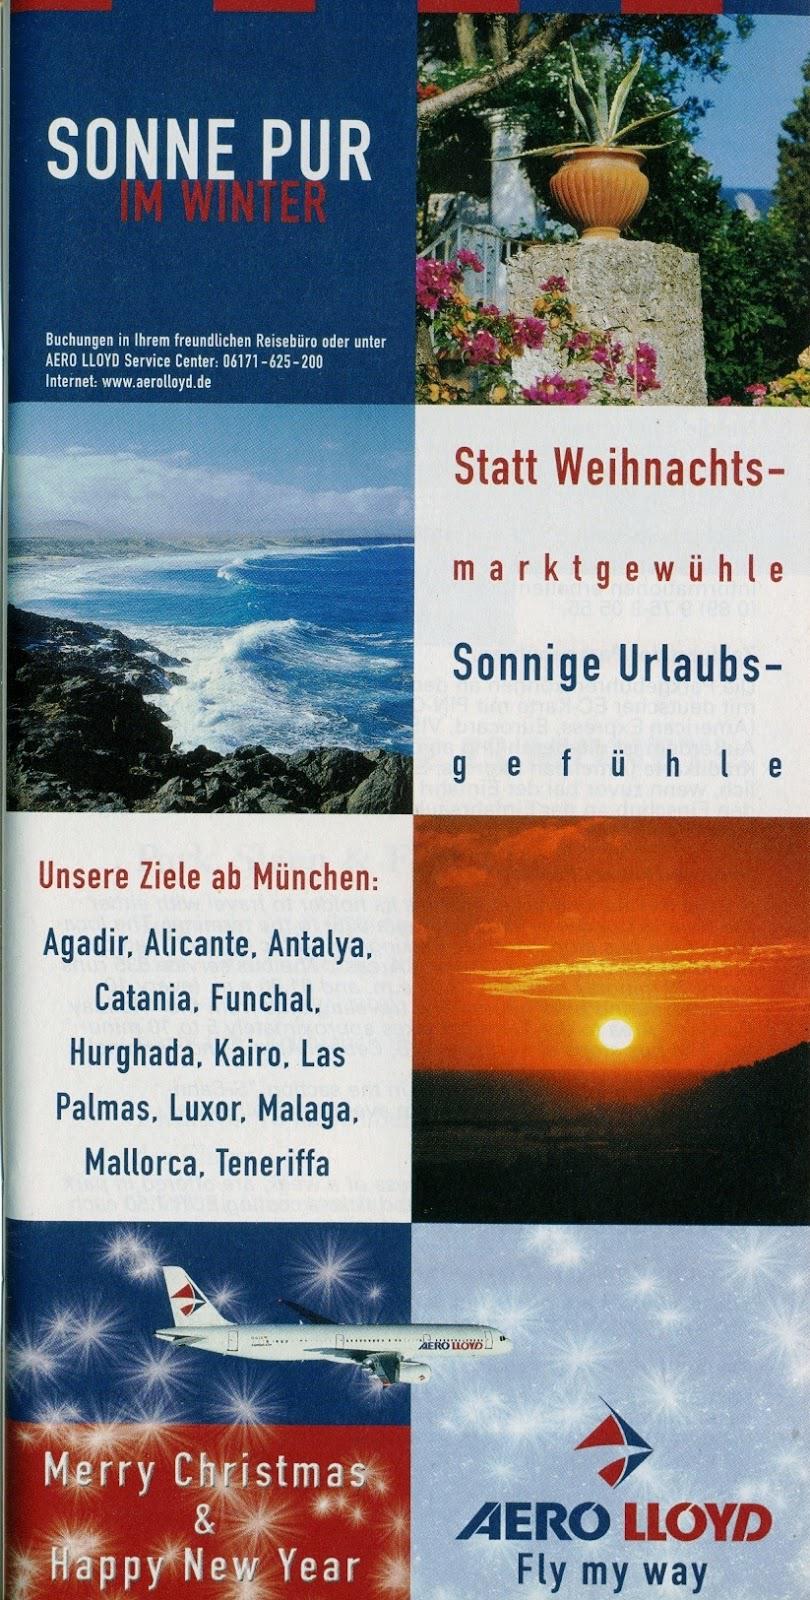 SONNE PUR
IM WINTER
Buchungen in Ihrem freundlichen Reisebüro oder unter
AERO LLOYD Service Center: 06171-625-200
Internet: www.aerolloyd.de
Statt Weihnachts-
marktgewühle
Sonnige Urlaubs-
gefühle
Unsere Ziele ab München:
Agadir, Alicante, Antalya,
Catania, Funchal,
Hurghada, Kairo, Las
Palmas, Luxor, Malaga,
Mallorca, Teneriffa
AERO LLOYD
Merry Christmas
&
Happy New Year
AERO LLOYD
Fly my way